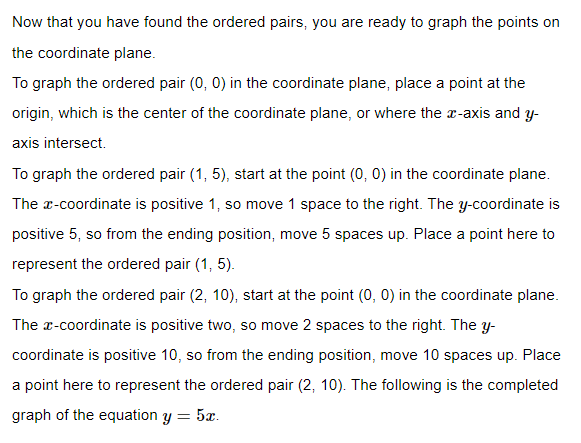 Now that you have found the ordered pairs, you are ready to graph the points on
the coordinate plane.
To graph the ordered pair (0, 0) in the coordinate plane, place a point at the
origin, which is the center of the coordinate plane, or where the x-axis and y-
axis intersect.
To graph the ordered pair (1, 5), start at the point (0, 0) in the coordinate plane.
The x-coordinate is positive 1, so move 1 space to the right. The y-coordinate is
positive 5, so from the ending position, move 5 spaces up. Place a point here to
represent the ordered pair (1, 5).
To graph the ordered pair (2, 10), start at the point (0, 0) in the coordinate plane.
The x-coordinate is positive two, so move 2 spaces to the right. The y-
coordinate is positive 10, so from the ending position, move 10 spaces up. Place
a point here to represent the ordered pair (2, 10). The following is the completed
graph of the equation y = 5x.